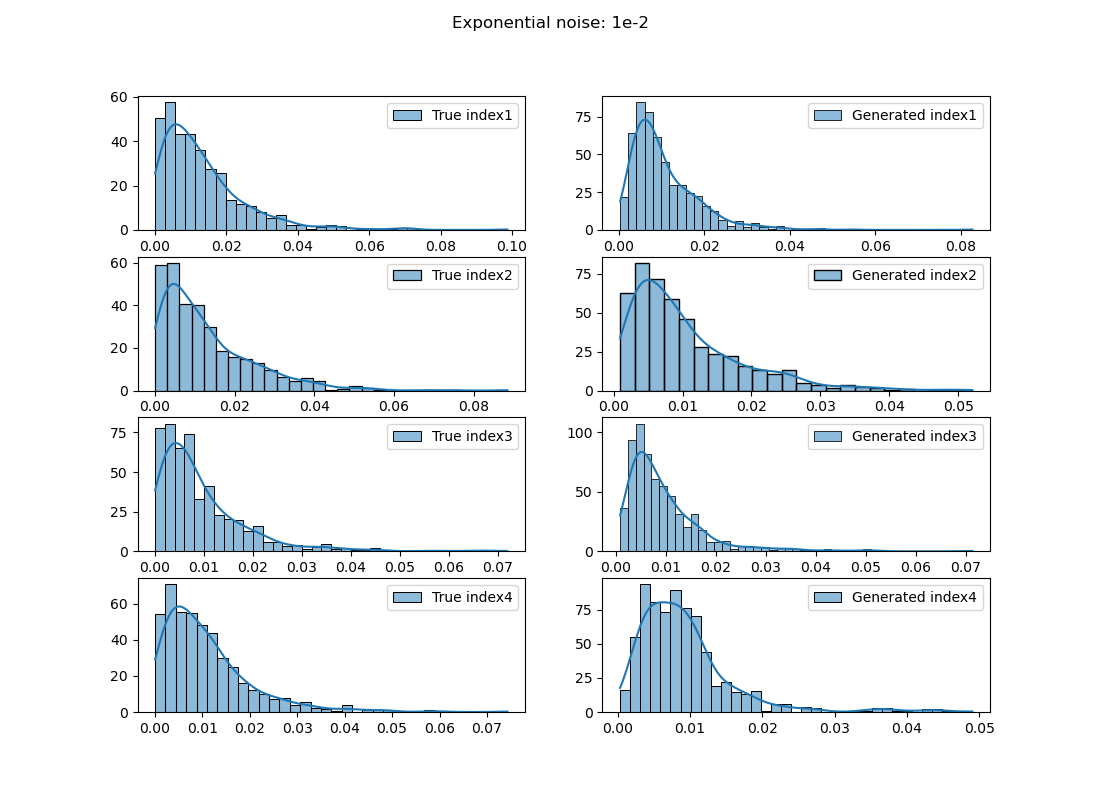 Exponential noise: 1e-2
60
40
20
0
True index1
0.00 0.02 0.04 0.06 0.08 0.10
75
50
25
0
Generated index1
0.00 0.02 0.04 0.06 0.08
60
40
20
0
True index2
0.00 0.02 0.04 0.06 0.08
75
50
25
0
Generated index2
0.00 0.01 0.02 0.03 0.04 0.05
75
50
25
0
True index3
0.00 0.01 0.02 0.03 0.04 0.05 0.06 0.07
100
50
0
Generated index3
0.00 0.01 0.02 0.03 0.04 0.05 0.06 0.07
60
40
20
0
True index4
0.00 0.01 0.02 0.03 0.04 0.05 0.06 0.07
75
50
25
0
Generated index4
0.00 0.01 0.02 0.03 0.04 0.05